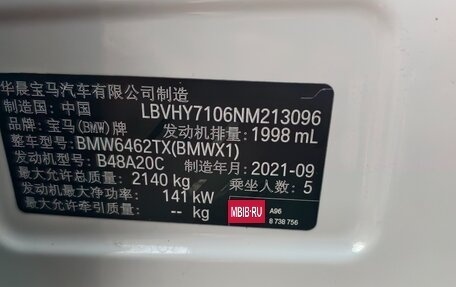 华晨宝马汽车有限公司制造
制造国：中国 LBVHY7106NM213096
品牌：宝马(BMW)牌 发动机排量：1998 mL
整车型号：BMW6462TX(BMWX1)
发动机型号：B48A20C 制造年月：2021-09
最大允许总质量：2140 kg 乘坐人数：5
发动机最大净功率：141 kW
最大允许牵引质量：-- kg
MBIB.RU
A96
8 738 756